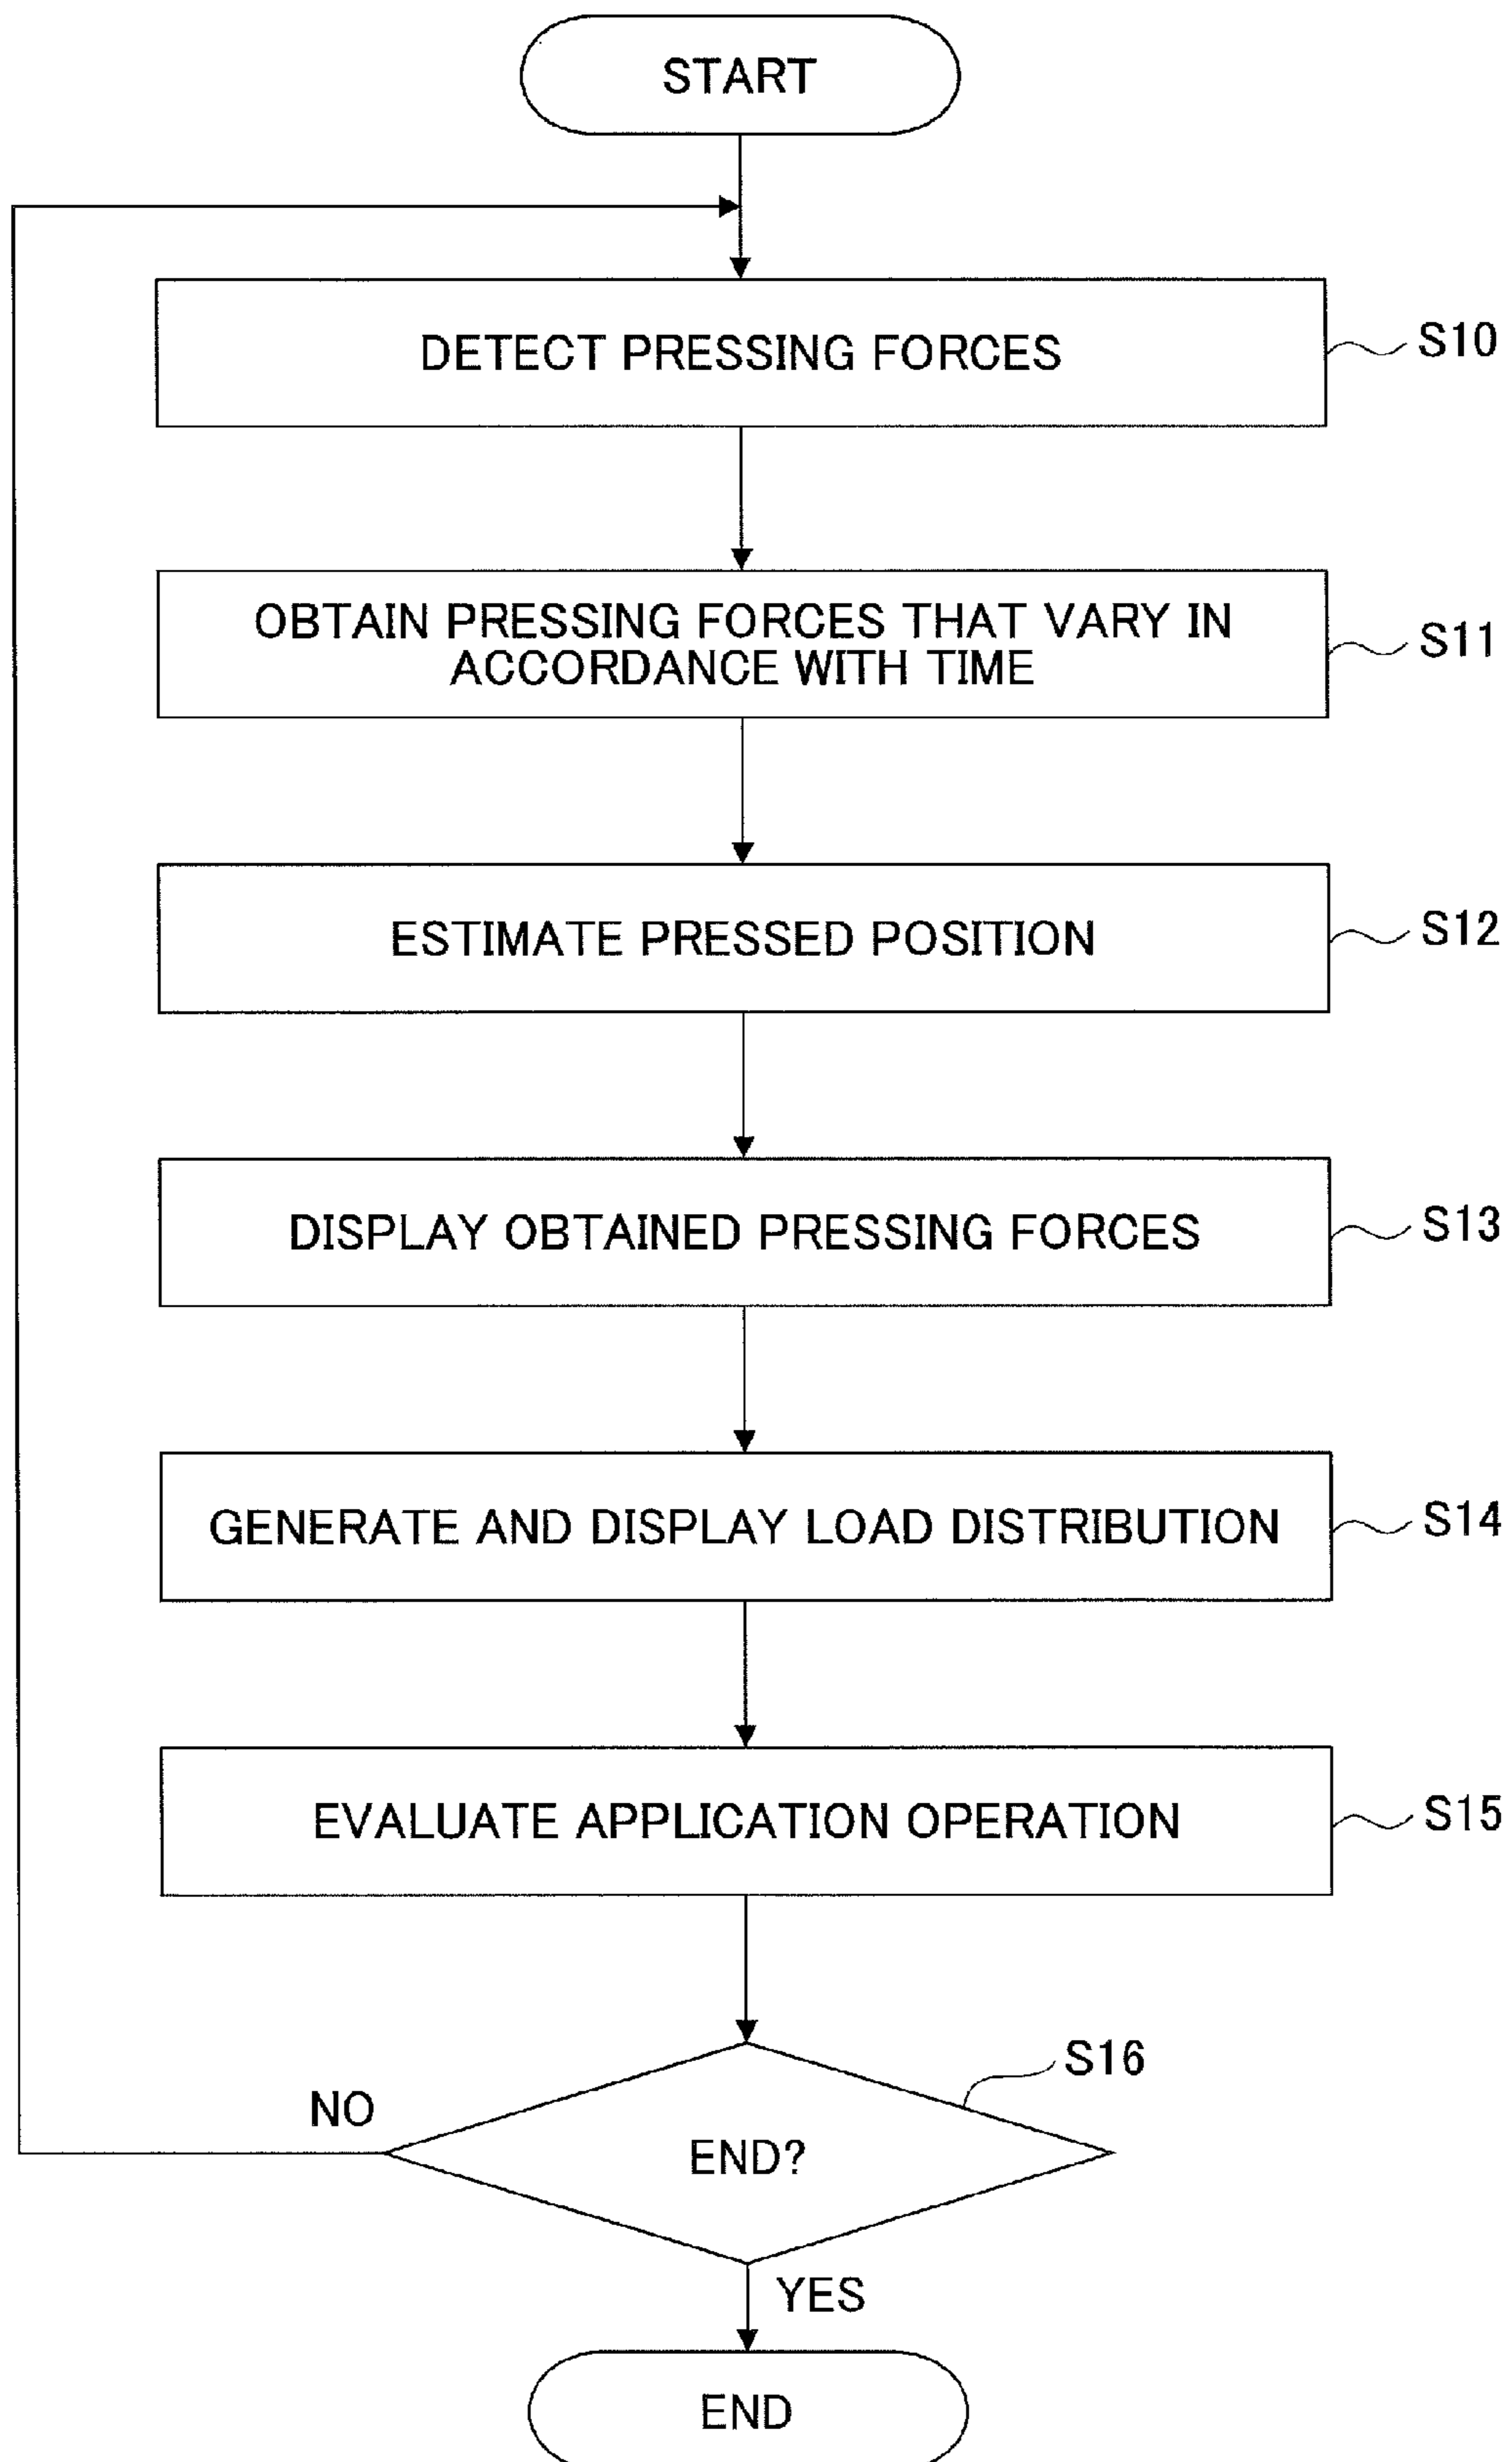 START
DETECT PRESSING FORCES
S10
OBTAIN PRESSING FORCES THAT VARY IN
ACCORDANCE WITH TIME
S11
ESTIMATE PRESSED POSITION
S12
DISPLAY OBTAINED PRESSING FORCES
S13
GENERATE AND DISPLAY LOAD DISTRIBUTION
S14
EVALUATE APPLICATION OPERATION
S15
S16
NO
END?
YES
END